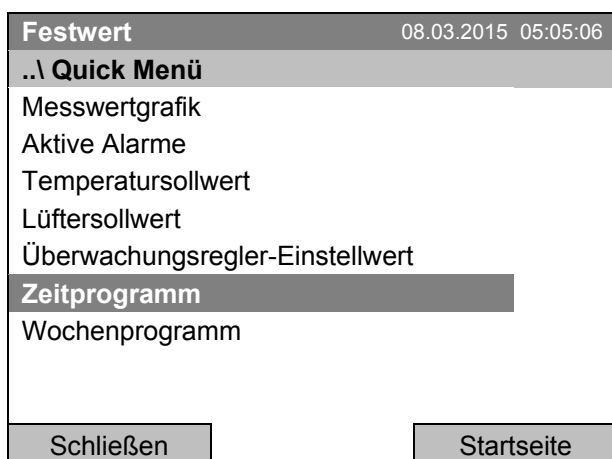 Festwert 08.03.2015 05:05:06
..\ Quick Menü
Messwertgrafik
Aktive Alarme
Temperatursollwert
Lüftersollwert
Überwachungsregler-Einstellwert
Zeitprogramm
Wochenprogramm
Schließen Startseite